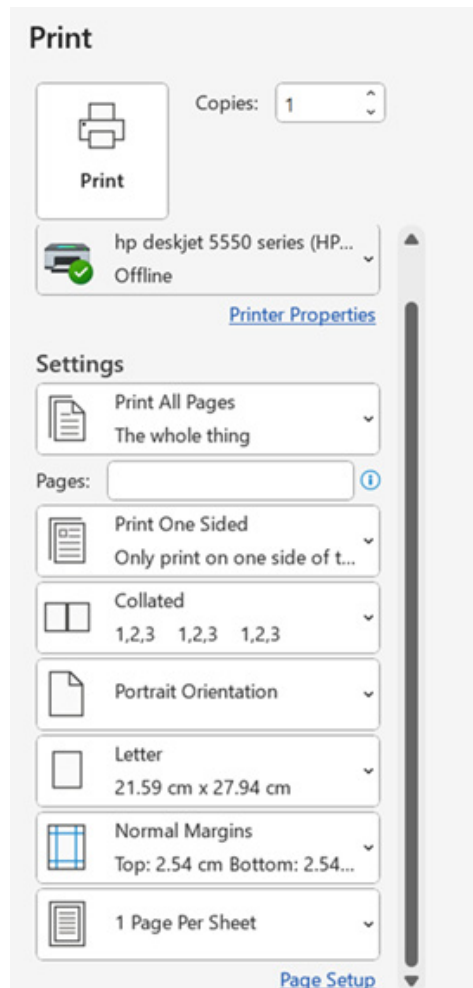 Print
Copies: 1
Print
hp deskjet 5550 series (HP...
Offline
Printer Properties
Settings
Print All Pages
The whole thing
Pages:
Print One Sided
Only print on one side of t...
Collated
1,2,3 1,2,3 1,2,3
Portrait Orientation
Letter
21.59 cm x 27.94 cm
Normal Margins
Top: 2.54 cm Bottom: 2.54...
1 Page Per Sheet
Page Setup